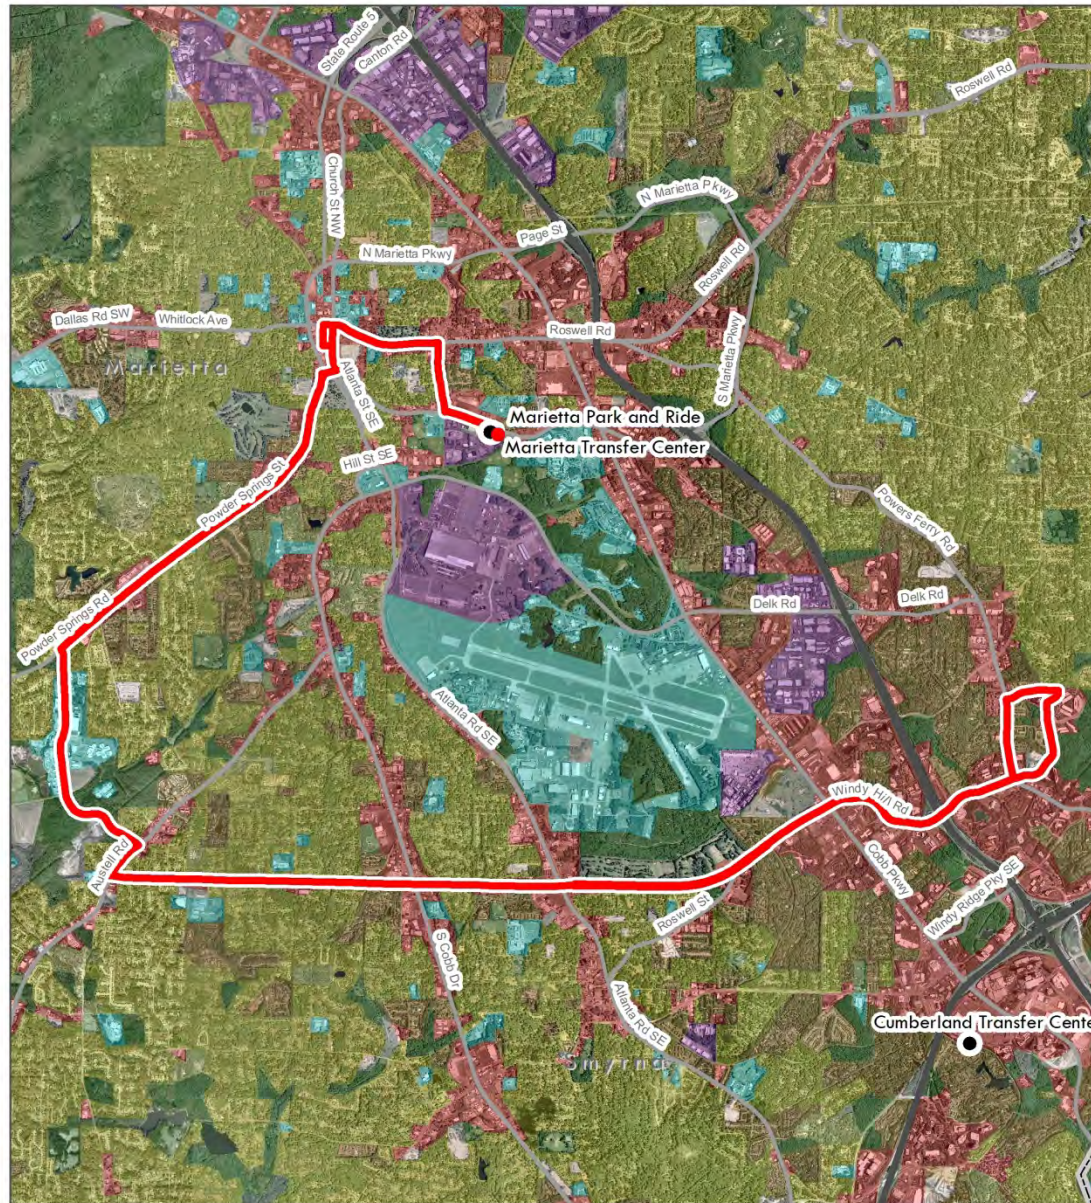 State Route 5
Canton Rd
Roswell Rd
Church St NW
N Marietta Pkwy
Page St
N Marietta Pkwy
Roswell Rd
Dallas Rd SW
Whitlock Ave
Roswell Rd
S Marietta Pkwy
Marietta
Atlanta St SE
Marietta Park and Ride
Marietta Transfer Center
Hill St SE
Powder Springs St
Powers Ferry Rd
Powder Springs Rd
Delk Rd
Delk Rd
Atlanta Rd SE
Windy Hill Rd
Austell Rd
Cobb Pkwy
Windy Ridge Pky SE
Roswell St
S Cobb Dr
Atlanta Rd SE
Cumberland Transfer Cente
Smyrna